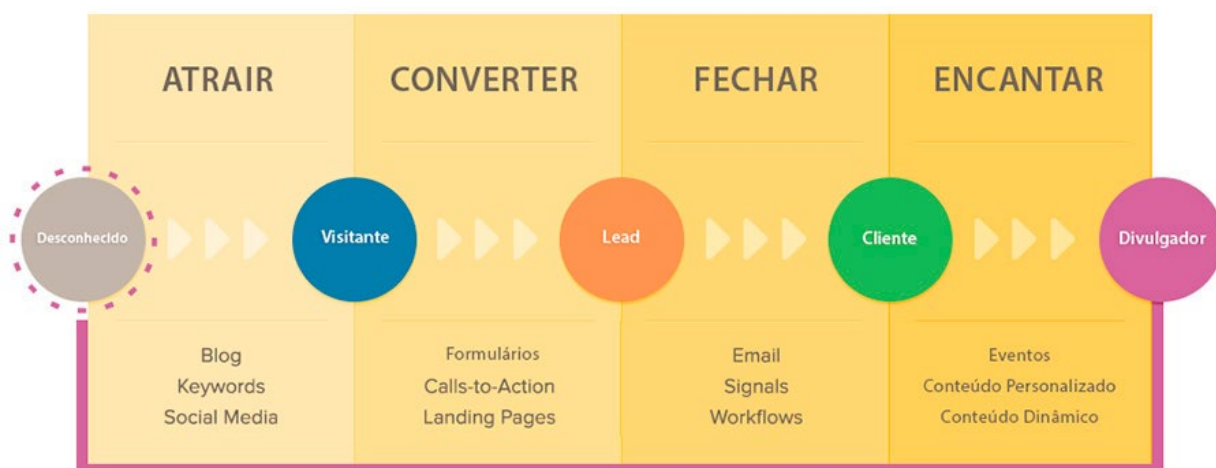 ATRAIR
CONVERTER
FECHAR
ENCANTAR
Desconhecido
Visitante
Lead
Cliente
Divulgador
Blog
Keywords
Social Media
Formulários
Calls-to-Action
Landing Pages
Email
Signals
Workflows
Eventos
Conteúdo Personalizado
Conteúdo Dinâmico